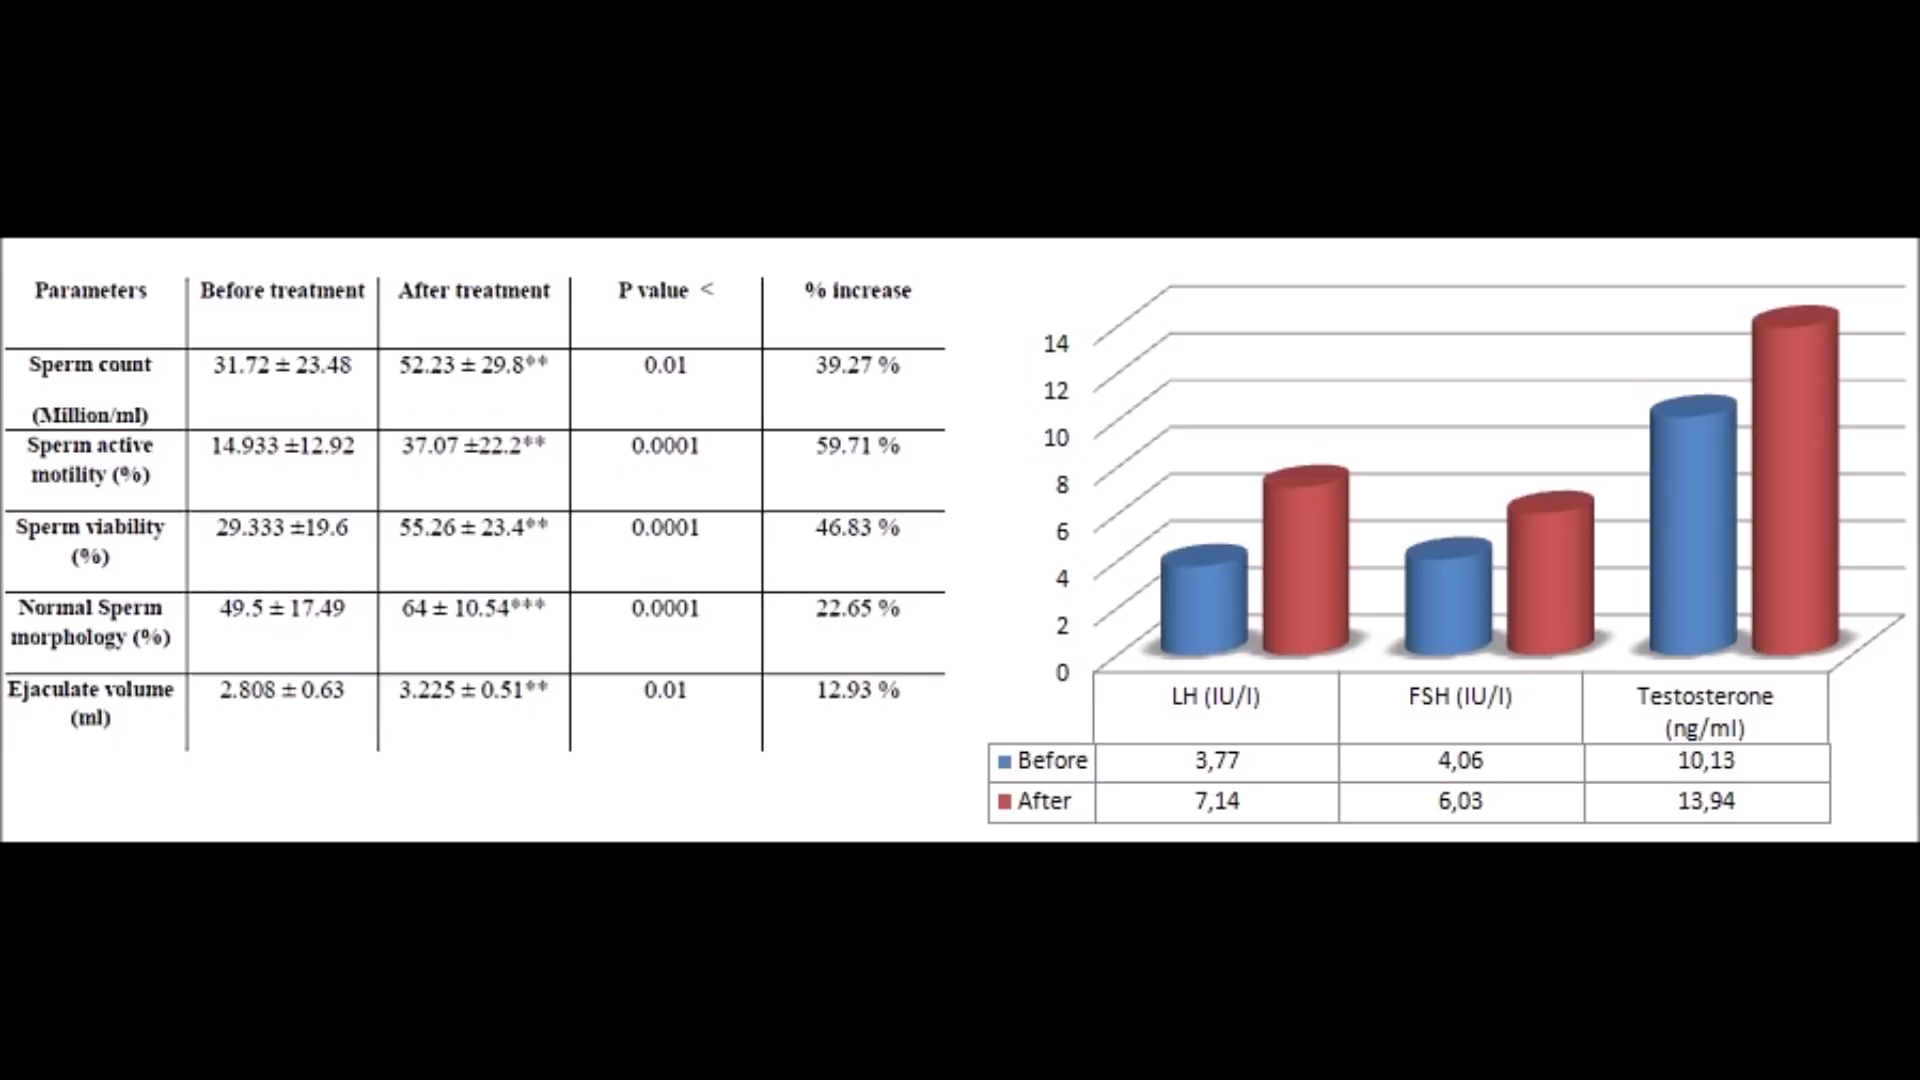 Parameters Before treatment After treatment P value < % increase
Sperm count 31.72 ± 23.48 52.23 ± 29.8** 0.01 39.27 %
(Million/ml)
Sperm active 14.933 ±12.92 37.07 ±22.2** 0.0001 59.71 %
motility (%)
Sperm viability 29.333 ±19.6 55.26 ± 23.4** 0.0001 46.83 %
(%)
Normal Sperm 49.5 ± 17.49 64 ± 10.54*** 0.0001 22.65 %
morphology (%)
Ejaculate volume 2.808 ± 0.63 3.225 ± 0.51** 0.01 12.93 %
(ml)
14
12
10
8
6
4
2
0
LH (IU/l) FSH (IU/l) Testosterone
(ng/ml)
Before 3,77 4,06 10,13
After 7,14 6,03 13,94